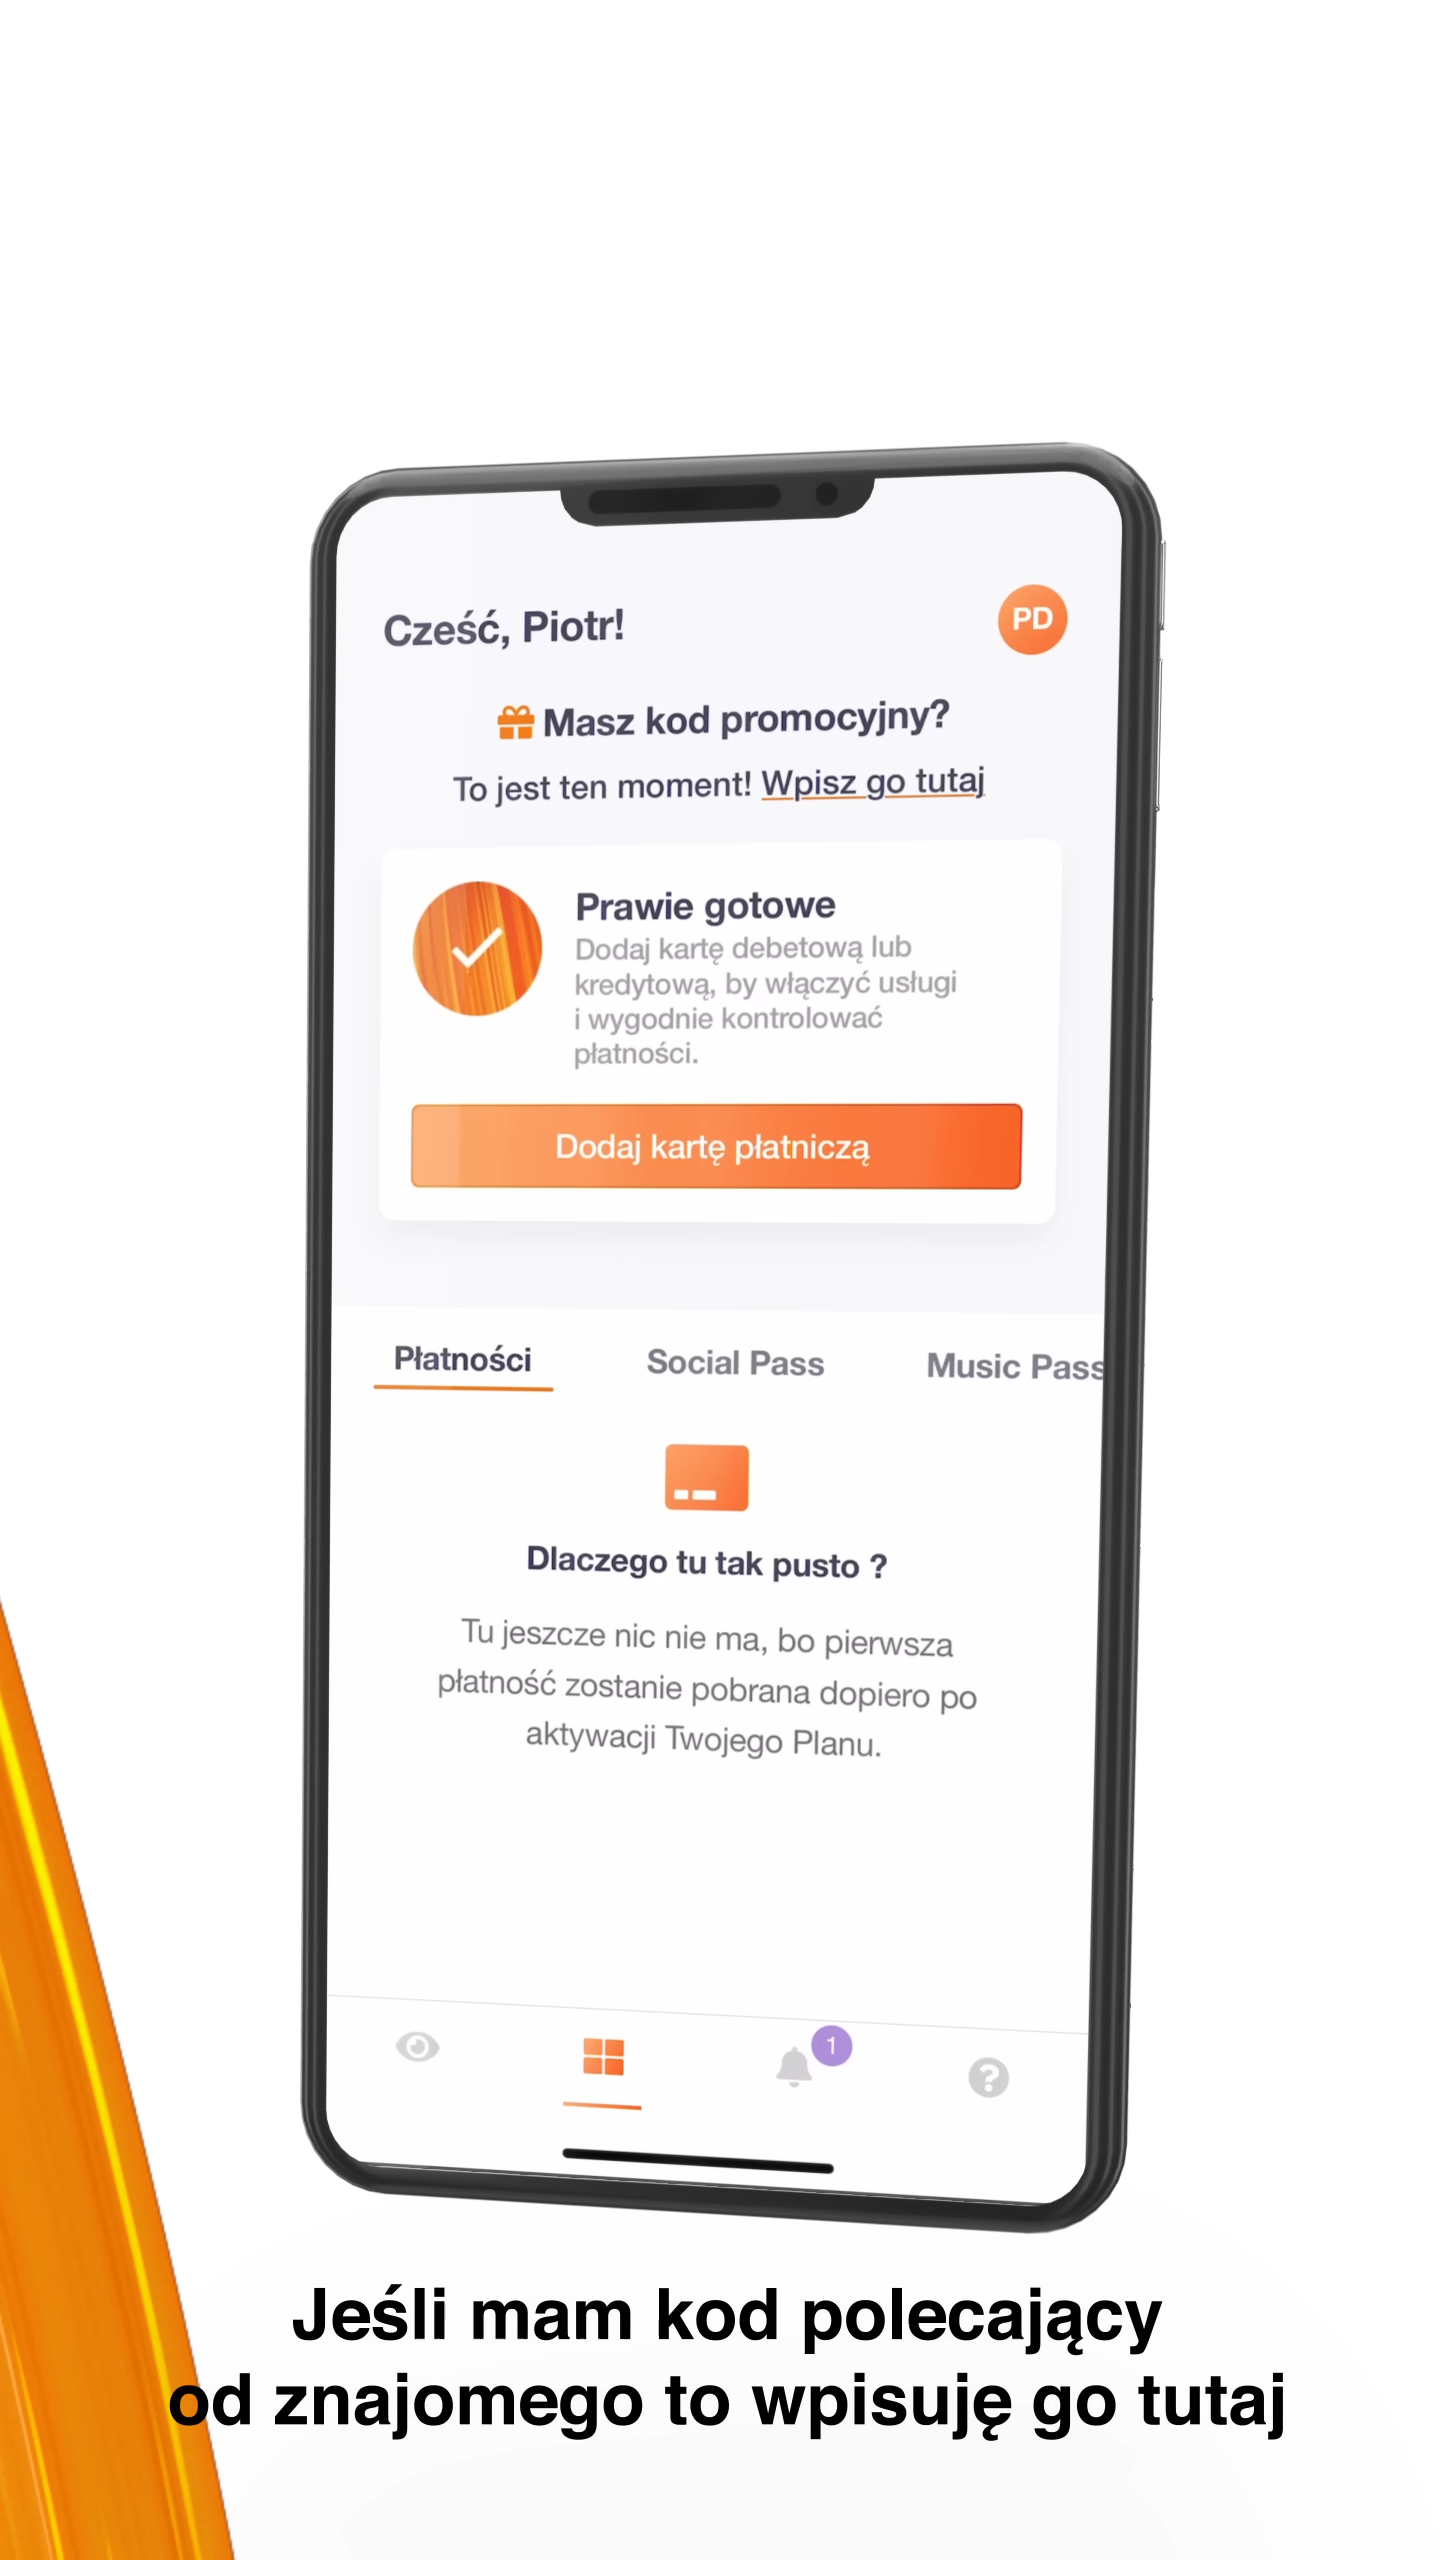 Cześć, Piotr!
PD
Masz kod promocyjny?
To jest ten moment! Wpisz go tutaj
Prawie gotowe
Dodaj kartę debetową lub
kredytową, by włączyć usługi
i wygodnie kontrolować
płatności.
Dodaj kartę płatniczą
Płatności Social Pass Music Pass
Dlaczego tu tak pusto ?
Tu jeszcze nic nie ma, bo pierwsza
płatność zostanie pobrana dopiero po
aktywacji Twojego Planu.
1
Jeśli mam kod polecający
od znajomego to wpisuję go tutaj